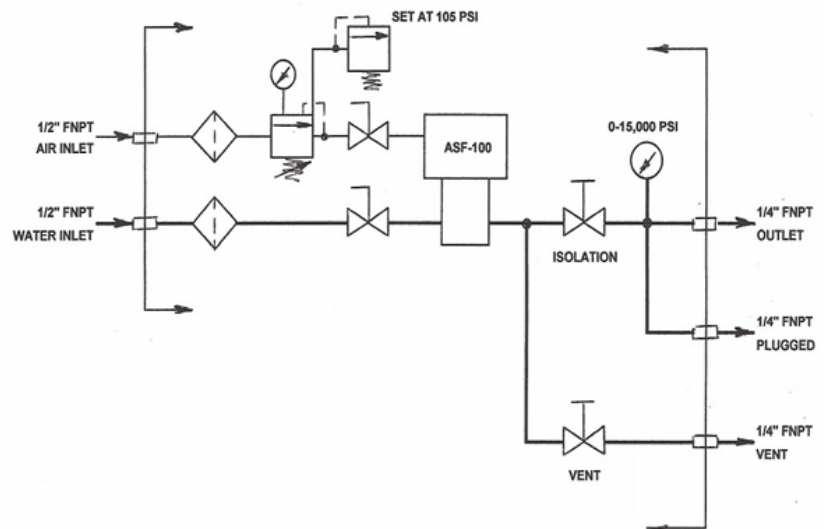 SET AT 105 PSI
1/2" FNPT
AIR INLET
ASF-100
0-15,000 PSI
1/2" FNPT
WATER INLET
1/4" FNPT
OUTLET
ISOLATION
1/4" FNPT
PLUGGED
1/4" FNPT
VENT
VENT